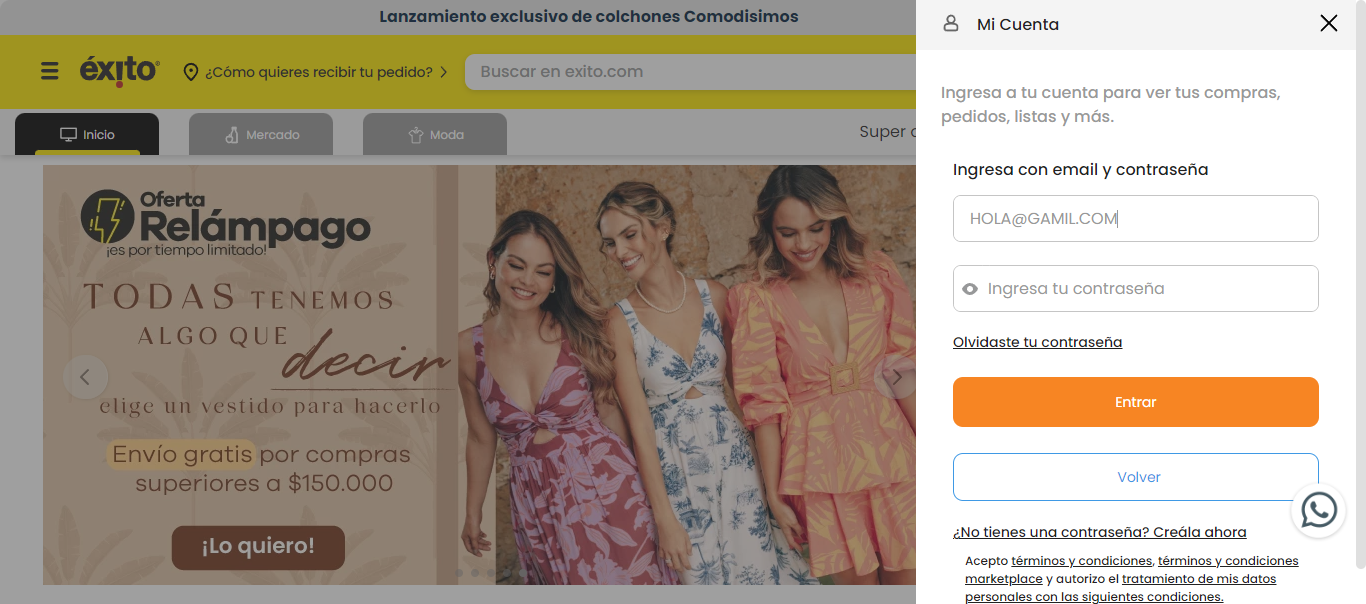 Lanzamiento exclusivo de colchones Comodisimos
éxito
¿Cómo quieres recibir tu pedido?
Buscar en exito.com
Inicio
Mercado
Moda
Super
Oferta
Relámpago
¡es por tiempo limitado!
TODAS TENEMOS
ALGO QUE
decir
elige un vestido para hacerlo
Envío gratis por compras
superiores a $150.000
¡Lo quiero!
Mi Cuenta
Ingresa a tu cuenta para ver tus compras,
pedidos, listas y más.
Ingresa con email y contraseña
HOLA@GAMIL.COM
Ingresa tu contraseña
Olvidaste tu contraseña
Entrar
Volver
¿No tienes una contraseña? Creála ahora
Acepto términos y condiciones, términos y condiciones
marketplace y autorizo el tratamiento de mis datos
personales con las siguientes condiciones.